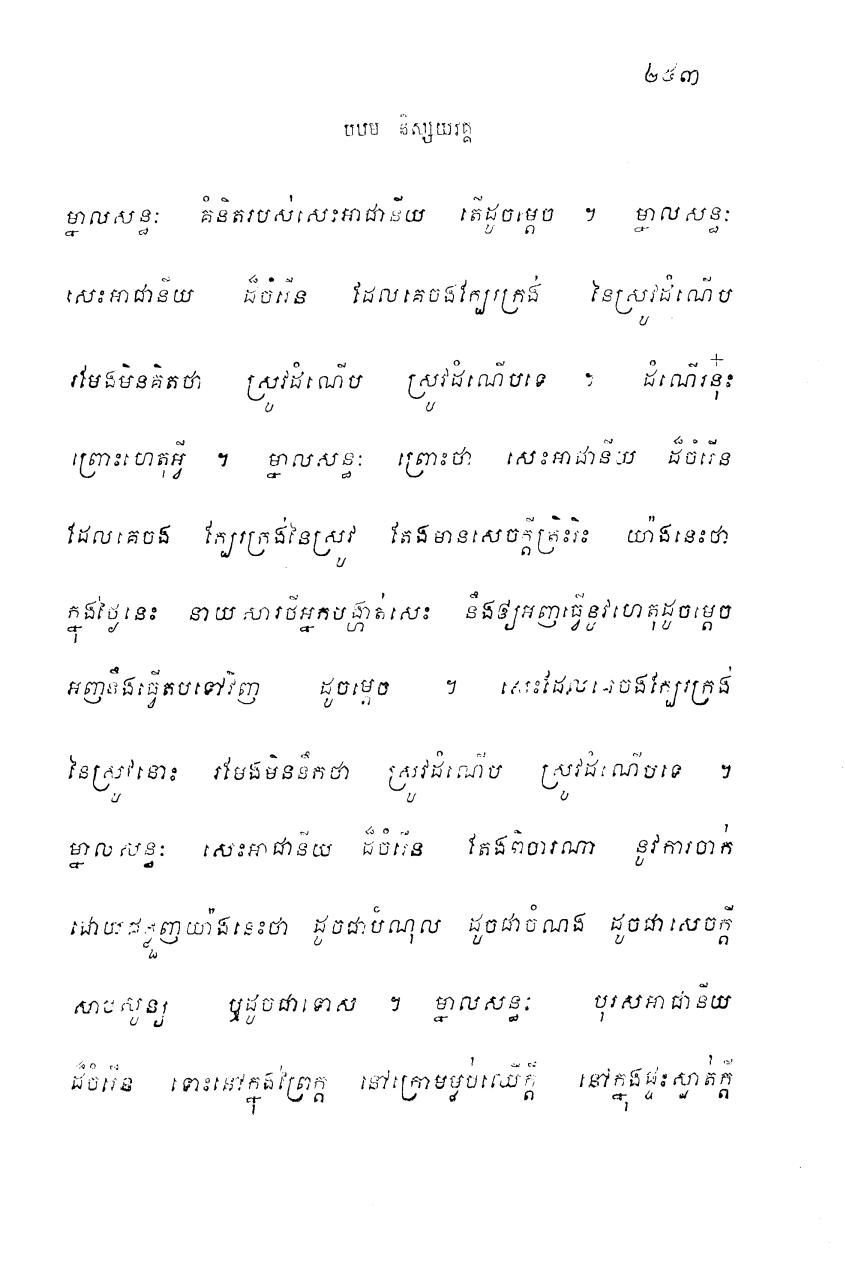 ២៥៣
បឋម និស្សយវគ្គ
ម្នាលសន្ធៈ គំនិតរបស់សេះអាជានីយ តើដូចម្តេច ។ ម្នាលសន្ធៈ
សេះអាជានីយ ដ៏ចំរើន ដែលគេចងក្បែរក្រង់ នៃស្រូវដំណើប
រមែងមិនគិតថា ស្រូវដំណើប ស្រូវដំណើបទេ ។ ដំណើរនុ៎ះ
ព្រោះហេតុអ្វី ។ ម្នាលសន្ធៈ ព្រោះថា សេះអាជានីយ ដ៏ចំរើន
ដែលគេចង ក្បែរក្រង់នៃស្រូវ តែងមានសេចក្តីត្រិះរិះ យ៉ាងនេះថា
ក្នុងថ្ងៃនេះ នាយសារថីអ្នកបង្ហាត់សេះ នឹងឲ្យអញធ្វើនូវហេតុដូចម្តេច
អញនឹងធ្វើតបទៅវិញ ដូចម្តេច ។ សេះដែលគេចងក្បែរក្រង់
នៃស្រូវនោះ រមែងមិននឹកថា ស្រូវដំណើប ស្រូវដំណើបទេ ។
ម្នាលសន្ធៈ សេះអាជានីយ ដ៏ចំរើន តែងពិចារណា នូវការចាក់
ដោយជន្លួញយ៉ាងនេះថា ដូចជាបំណុល ដូចជាចំណង ដូចជាសេចក្តី
សាបសូន្យ ឬដូចជាទោស ។ ម្នាលសន្ធៈ បុរសអាជានីយ
ដ៏ចំរើន ទោះនៅក្នុងព្រៃក្តី នៅក្រោមម្លប់ឈើក្តី នៅក្នុងផ្ទះស្ងាត់ក្តី